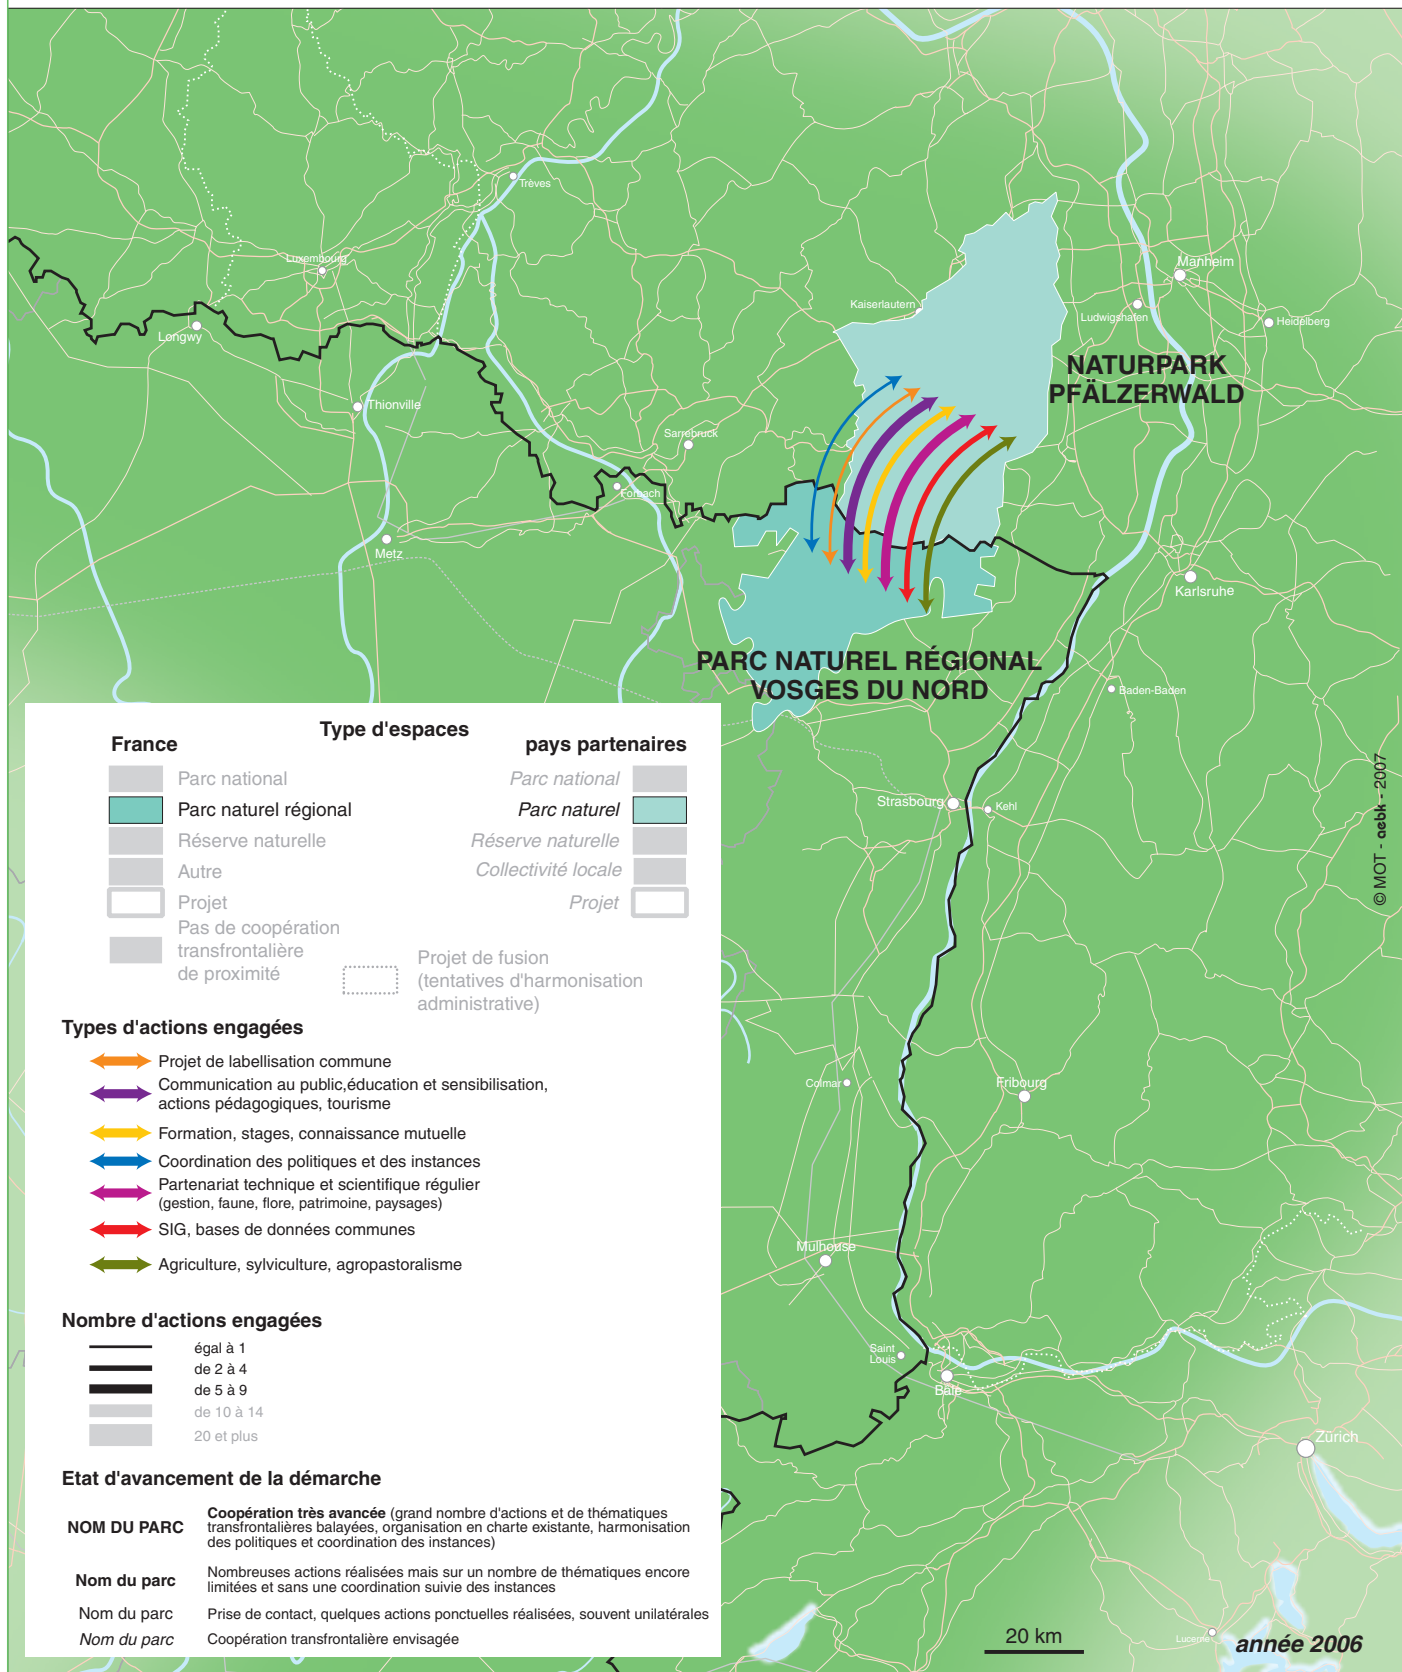 Trèves
Luxembourg
Longwy
Thionville
Metz
Sarrebruck
Forbach
Kaiserlautern
Manheim
Ludwigshafen
Heidelberg
NATURPARK
PFÄLZERWALD
Karlsruhe
PARC NATUREL RÉGIONAL
VOSGES DU NORD
Baden-Baden
Strasbourg
Kehl
Colmar
Fribourg
Mulhouse
Saint
Louis
Bale
Zürich
Lucerne
© MOT - aebk - 2007
Type d'espaces
France
pays partenaires
Parc national
Parc national
Parc naturel régional
Parc naturel
Réserve naturelle
Réserve naturelle
Autre
Collectivité locale
Projet
Projet
Pas de coopération
transfrontalière
de proximité
Projet de fusion
(tentatives d'harmonisation
administrative)
Types d'actions engagées
Projet de labellisation commune
Communication au public,éducation et sensibilisation,
actions pédagogiques, tourisme
Formation, stages, connaissance mutuelle
Coordination des politiques et des instances
Partenariat technique et scientifique régulier
(gestion, faune, flore, patrimoine, paysages)
SIG, bases de données communes
Agriculture, sylviculture, agropastoralisme
Nombre d'actions engagées
égal à 1
de 2 à 4
de 5 à 9
de 10 à 14
20 et plus
Etat d'avancement de la démarche
NOM DU PARC
Coopération très avancée (grand nombre d'actions et de thématiques
transfrontalières balayées, organisation en charte existante, harmonisation
des politiques et coordination des instances)
Nom du parc
Nombreuses actions réalisées mais sur un nombre de thématiques encore
limitées et sans une coordination suivie des instances
Nom du parc
Prise de contact, quelques actions ponctuelles réalisées, souvent unilatérales
Nom du parc
Coopération transfrontalière envisagée
20 km
année 2006